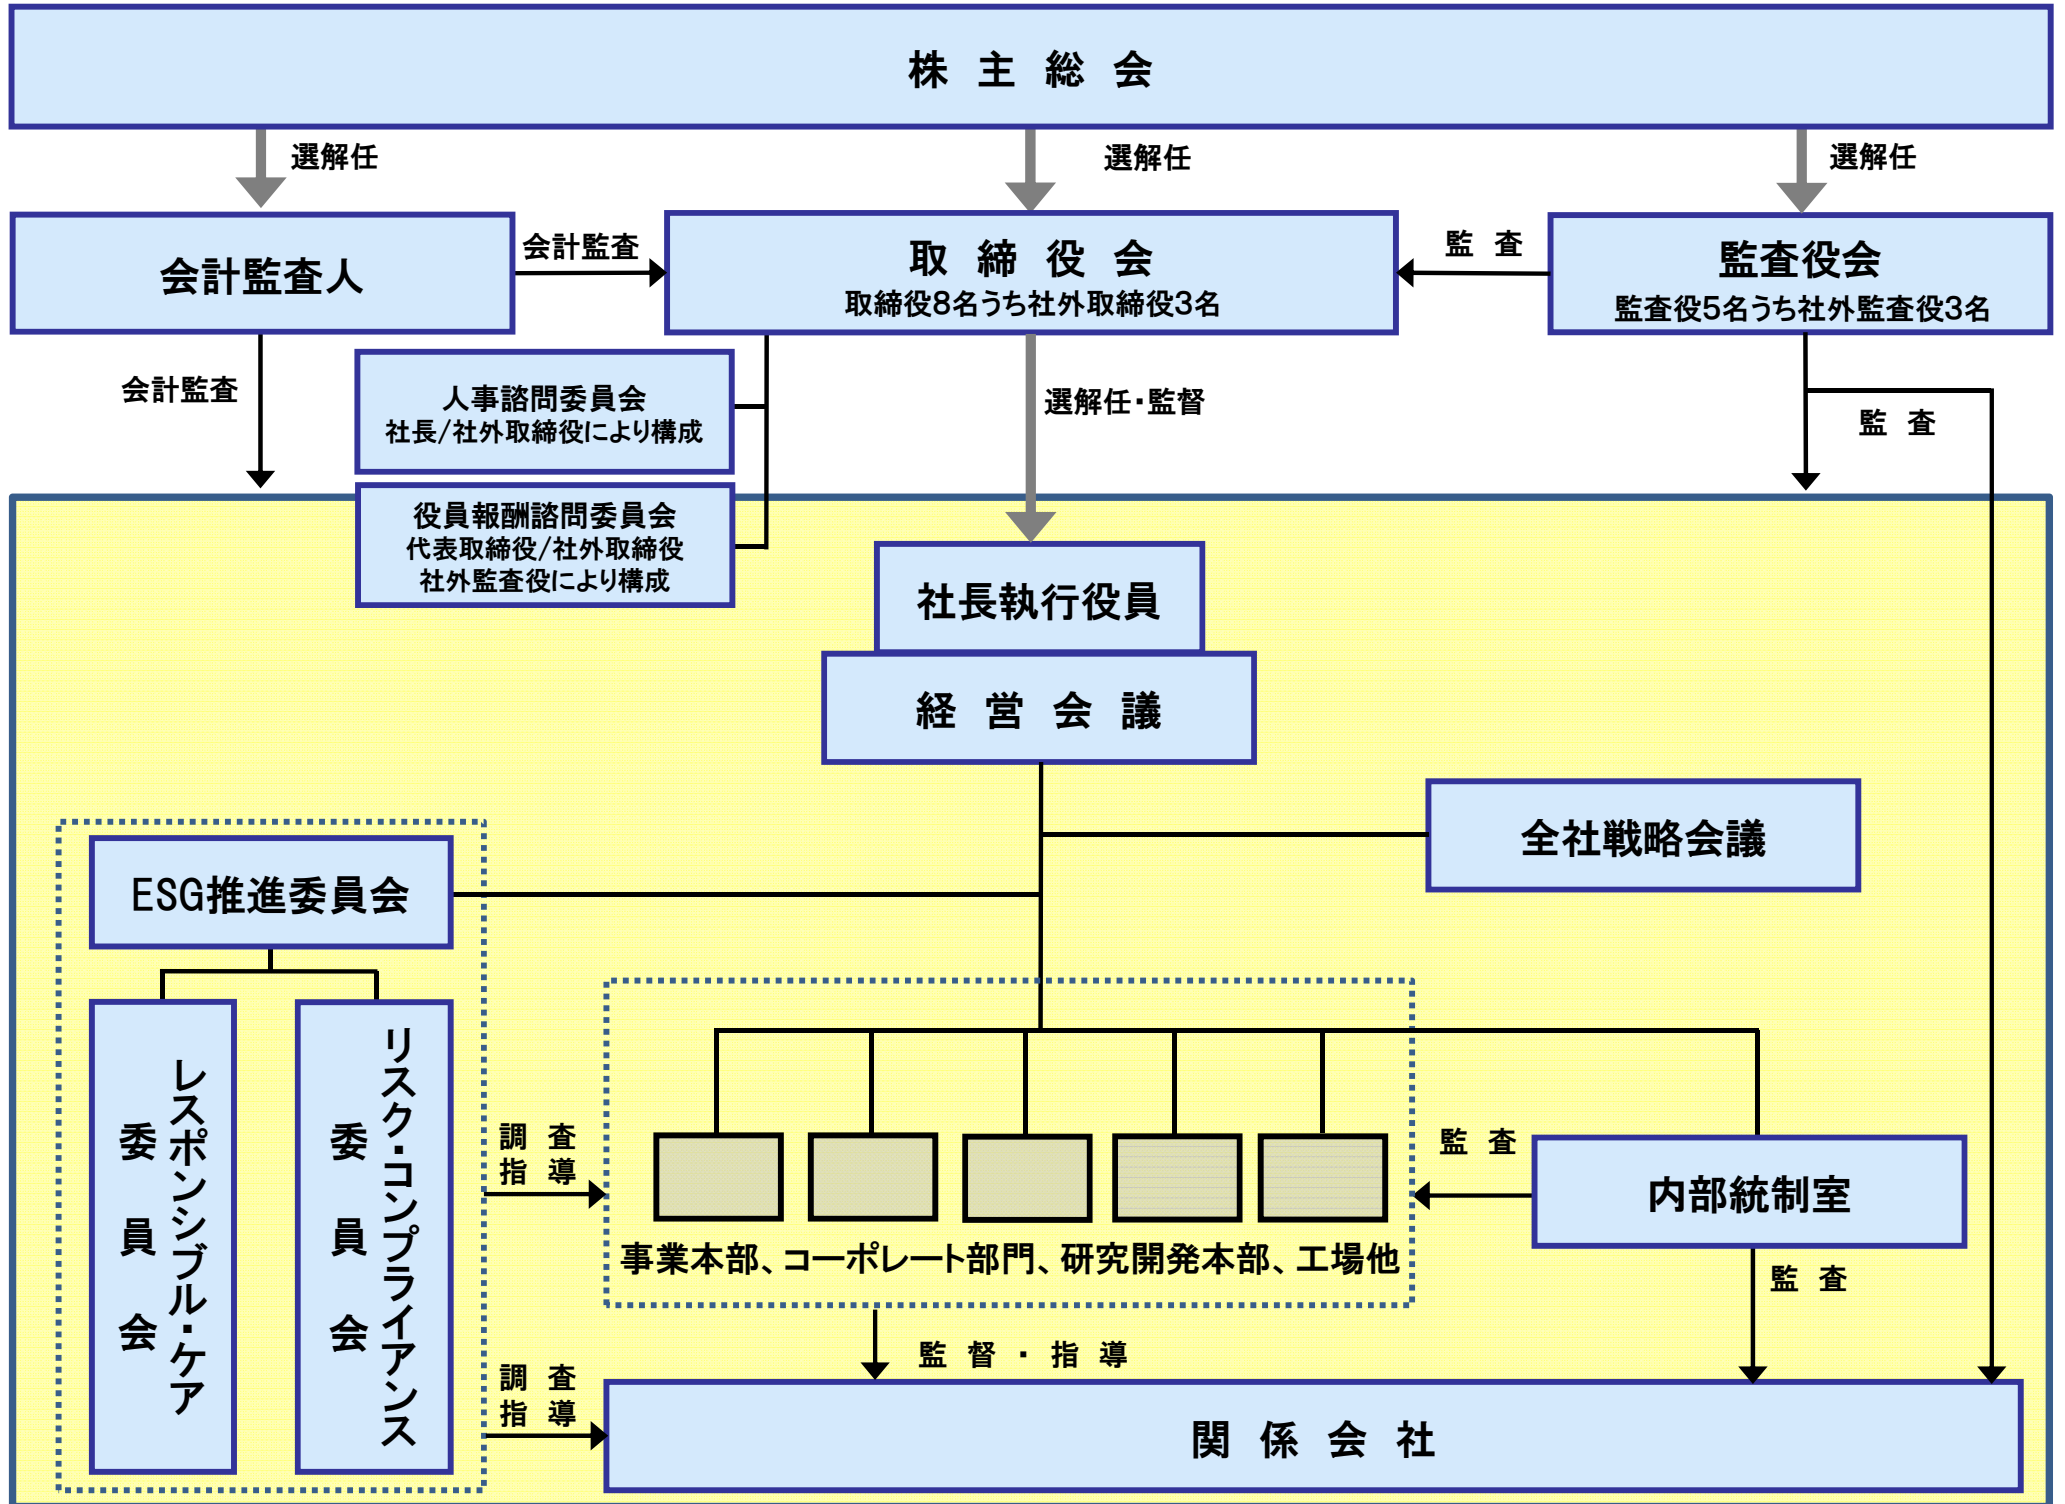 株主総会
選解任
選解任
選解任
会計監査人
会計監査
取締役会
取締役8名うち社外取締役3名
監査
監査役会
監査役5名うち社外監査役3名
会計監査
人事諮問委員会
社長/社外取締役により構成
選解任・監督
監査
役員報酬諮問委員会
代表取締役/社外取締役
社外監査役により構成
社長執行役員
経営会議
全社戦略会議
ESG推進委員会
レスポンシブル・ケア
委員会
リスク・コンプライアンス
委員会
調査
指導
監査
内部統制室
事業本部、コーポレート部門、研究開発本部、工場他
監査
監督・指導
調査
指導
関係会社